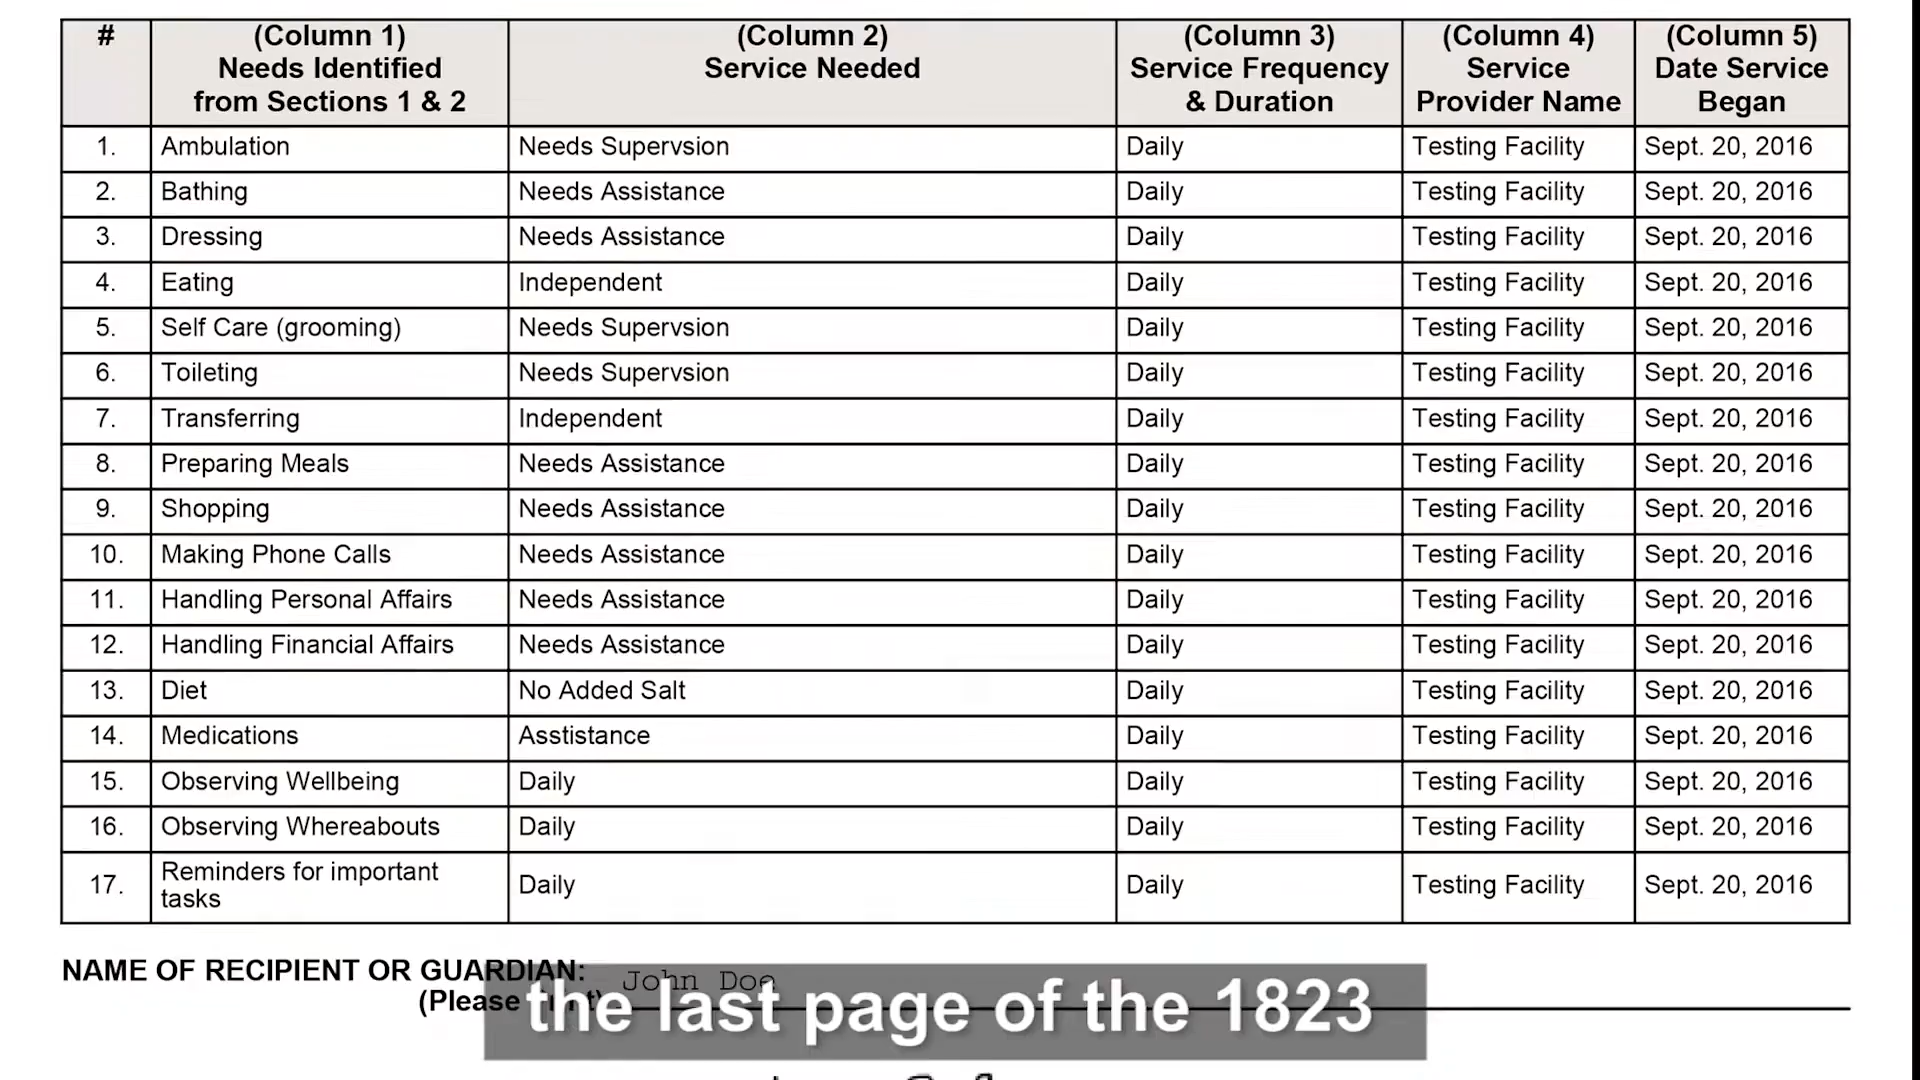 # (Column 1) Needs Identified from Sections 1 & 2 (Column 2) Service Needed (Column 3) Service Frequency & Duration (Column 4) Service Provider Name (Column 5) Date Service Began
1. Ambulation Needs Supervsion Daily Testing Facility Sept. 20, 2016
2. Bathing Needs Assistance Daily Testing Facility Sept. 20, 2016
3. Dressing Needs Assistance Daily Testing Facility Sept. 20, 2016
4. Eating Independent Daily Testing Facility Sept. 20, 2016
5. Self Care (grooming) Needs Supervsion Daily Testing Facility Sept. 20, 2016
6. Toileting Needs Supervsion Daily Testing Facility Sept. 20, 2016
7. Transferring Independent Daily Testing Facility Sept. 20, 2016
8. Preparing Meals Needs Assistance Daily Testing Facility Sept. 20, 2016
9. Shopping Needs Assistance Daily Testing Facility Sept. 20, 2016
10. Making Phone Calls Needs Assistance Daily Testing Facility Sept. 20, 2016
11. Handling Personal Affairs Needs Assistance Daily Testing Facility Sept. 20, 2016
12. Handling Financial Affairs Needs Assistance Daily Testing Facility Sept. 20, 2016
13. Diet No Added Salt Daily Testing Facility Sept. 20, 2016
14. Medications Asstistance Daily Testing Facility Sept. 20, 2016
15. Observing Wellbeing Daily Daily Testing Facility Sept. 20, 2016
16. Observing Whereabouts Daily Daily Testing Facility Sept. 20, 2016
17. Reminders for important tasks Daily Daily Testing Facility Sept. 20, 2016
NAME OF RECIPIENT OR GUARDIAN: John Doe
(Please
the last page of the 1823